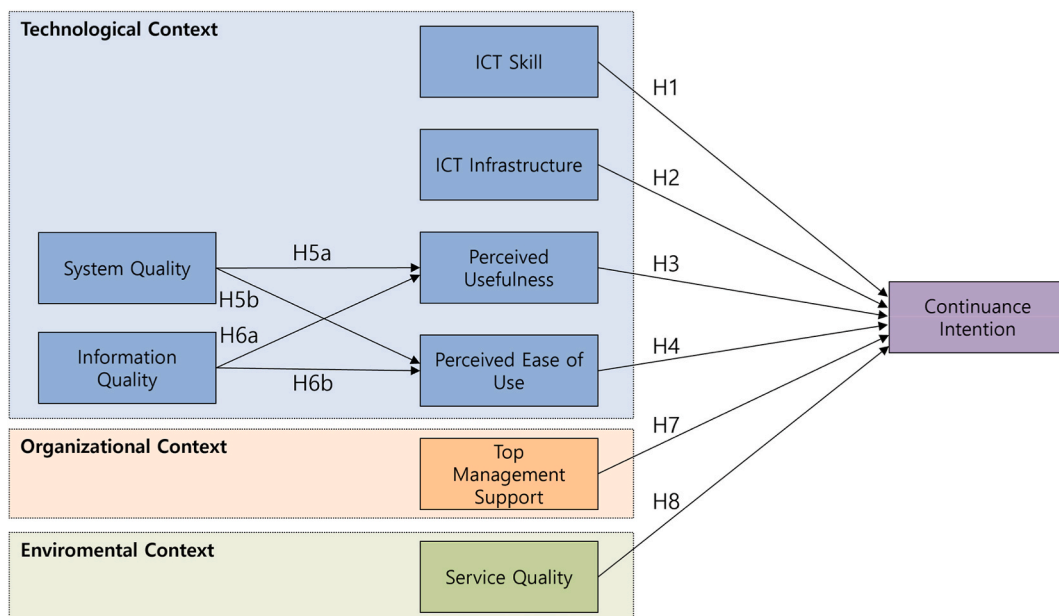 Technological Context
ICT Skill
H1
ICT Infrastructure
H2
System Quality
H5a
Perceived
Usefulness
H3
H5b
Continuance
Intention
H6a
Information
Quality
H6b
Perceived Ease of
Use
H4
Organizational Context
Top
Management
Support
H7
H8
Enviromental Context
Service Quality